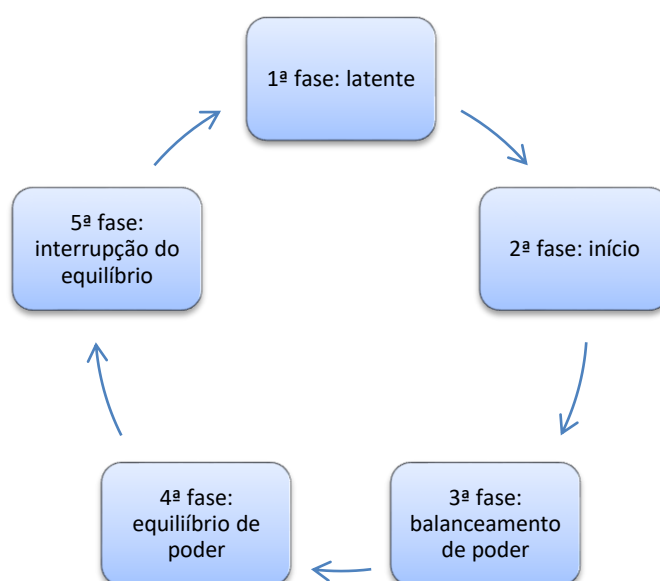 1ª fase: latente
2ª fase: início
3ª fase:
balanceamento
de poder
4ª fase:
equiliíbrio de
poder
5ª fase:
interrupção do
equilíbrio